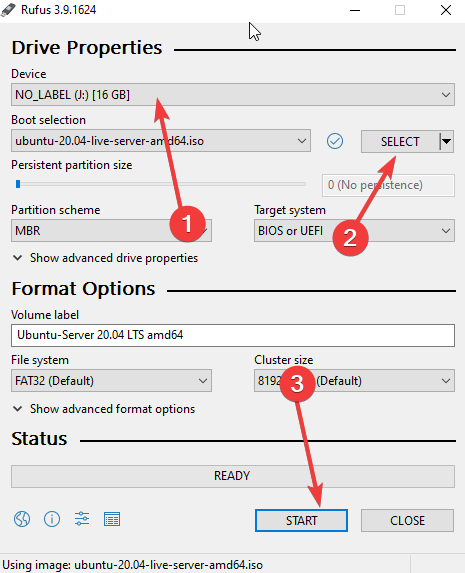 Rufus 3.9.1624
Drive Properties
Device
NO_LABEL (J:) [16 GB]
Boot selection
ubuntu-20.04-live-server-amd64.iso
SELECT
Persistent partition size
0 (No persistence)
Partition scheme
Target system
MBR
BIOS or UEFI
1
2
Show advanced drive properties
Format Options
Volume label
Ubuntu-Server 20.04 LTS amd64
File system
Cluster size
FAT32 (Default)
8192 (Default)
3
Show advanced format options
Status
READY
START
CLOSE
Using image: ubuntu-20.04-live-server-amd64.iso